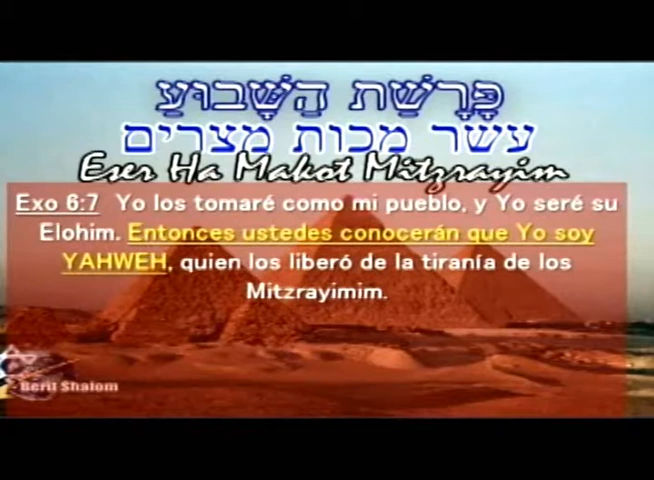 פָּרָשַׁת הַשָּׁבוּעַ
עשר מכות מצרים
Eser Ha Makot Mitzrayim
Exo 6:7 Yo los tomaré como mi pueblo, y Yo seré su
Elohim. Entonces ustedes conocerán que Yo soy
YAHWEH, quien los liberó de la tiranía de los
Mitzrayimim.
Berit Shalom